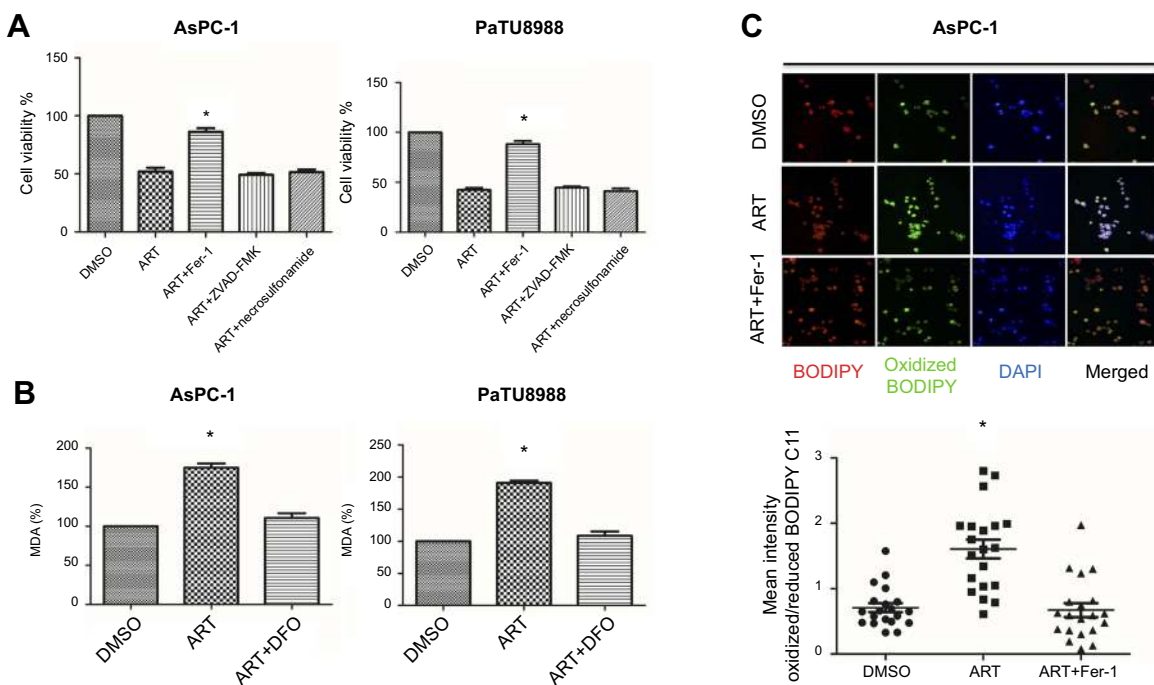 A
AsPC-1
Cell viability %
150
100
50
0
DMSO
ART
ART+Fer-1
ART+ZVAD-FMK
ART+necrosulfonamide
*
PaTU8988
Cell viability %
150
100
50
0
DMSO
ART
ART+Fer-1
ART+ZVAD-FMK
ART+necrosulfonamide
*
B
AsPC-1
MDA (%)
200
150
100
50
0
DMSO
ART
ART+DFO
*
PaTU8988
MDA (%)
250
200
150
100
50
0
DMSO
ART
ART+DFO
*
C
AsPC-1
DMSO
ART
ART+Fer-1
BODIPY
Oxidized
BODIPY
DAPI
Merged
Mean intensity
oxidized/reduced BODIPY C11
3
2
1
0
*
DMSO
ART
ART+Fer-1